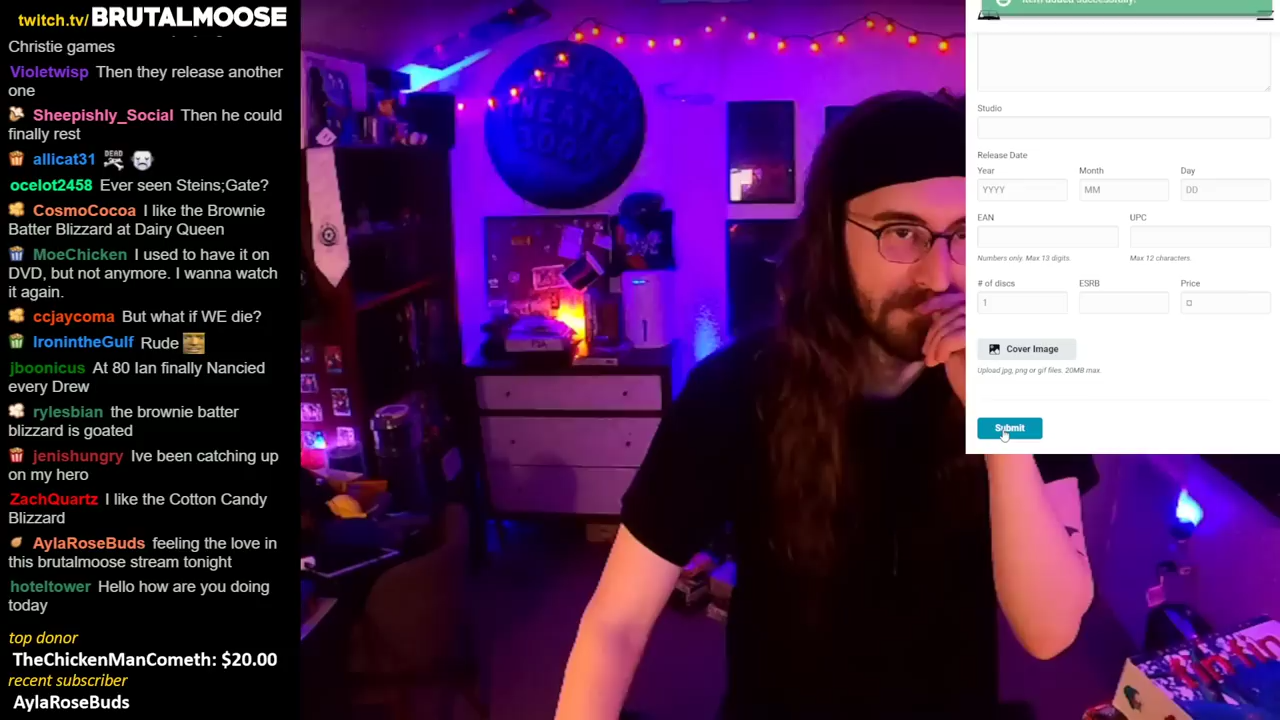 twitch.tv/BRUTALMOOSE
Christie games
Violetwisp Then they release another
one
Sheepishly_Social Then he could
finally rest
allicat31 DEAD
ocelot2458 Ever seen Steins;Gate?
CosmoCocoa I like the Brownie
Batter Blizzard at Dairy Queen
MoeChicken I used to have it on
DVD, but not anymore. I wanna watch
it again.
ccjaycoma But what if WE die?
IronintheGulf Rude
jboonicus At 80 Ian finally Nancied
every Drew
rylesbian the brownie batter
blizzard is goated
jenishungry Ive been catching up
on my hero
ZachQuartz I like the Cotton Candy
Blizzard
AylaRoseBuds feeling the love in
this brutalmoose stream tonight
hoteltower Hello how are you doing
today
top donor
TheChickenManCometh: $20.00
recent subscriber
AylaRoseBuds
Item added successfully.
Studio
Release Date
Year Month Day
YYYY MM DD
EAN UPC
Numbers only. Max 13 digits. Max 12 characters.
# of discs ESRB Price
1
Cover Image
Upload jpg, png or gif files. 20MB max.
Submit